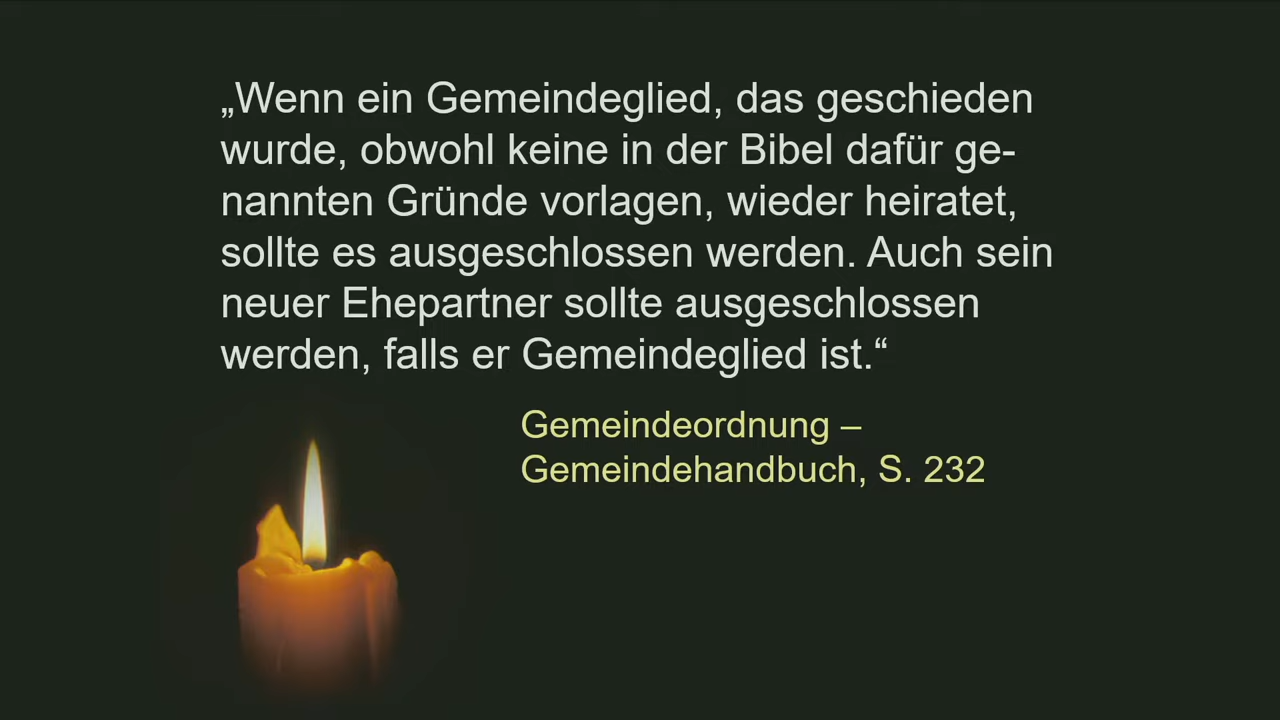 „Wenn ein Gemeindeglied, das geschieden
wurde, obwohl keine in der Bibel dafür ge-
nannten Gründe vorlagen, wieder heiratet,
sollte es ausgeschlossen werden. Auch sein
neuer Ehepartner sollte ausgeschlossen
werden, falls er Gemeindeglied ist.“
Gemeindeordnung –
Gemeindehandbuch, S. 232